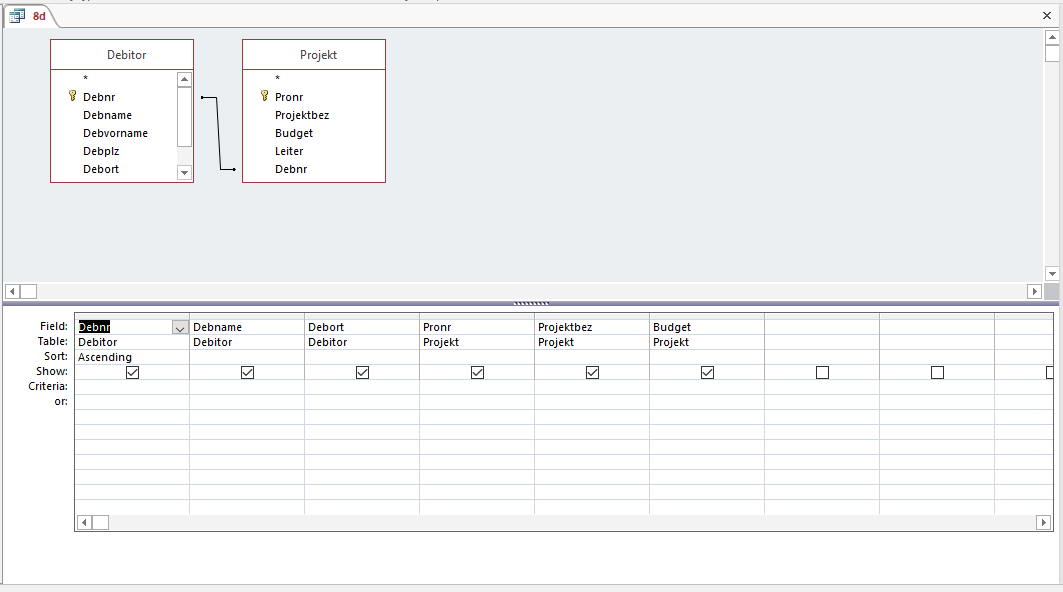 8d
Debitor
*
Debnr
Debname
Debvorname
Debplz
Debort
Projekt
*
Pronr
Projektbez
Budget
Leiter
Debnr
Field: Debnr Debname Debort Pronr Projektbez Budget
Table: Debitor Debitor Debitor Projekt Projekt Projekt
Sort: Ascending
Show:
Criteria:
or: